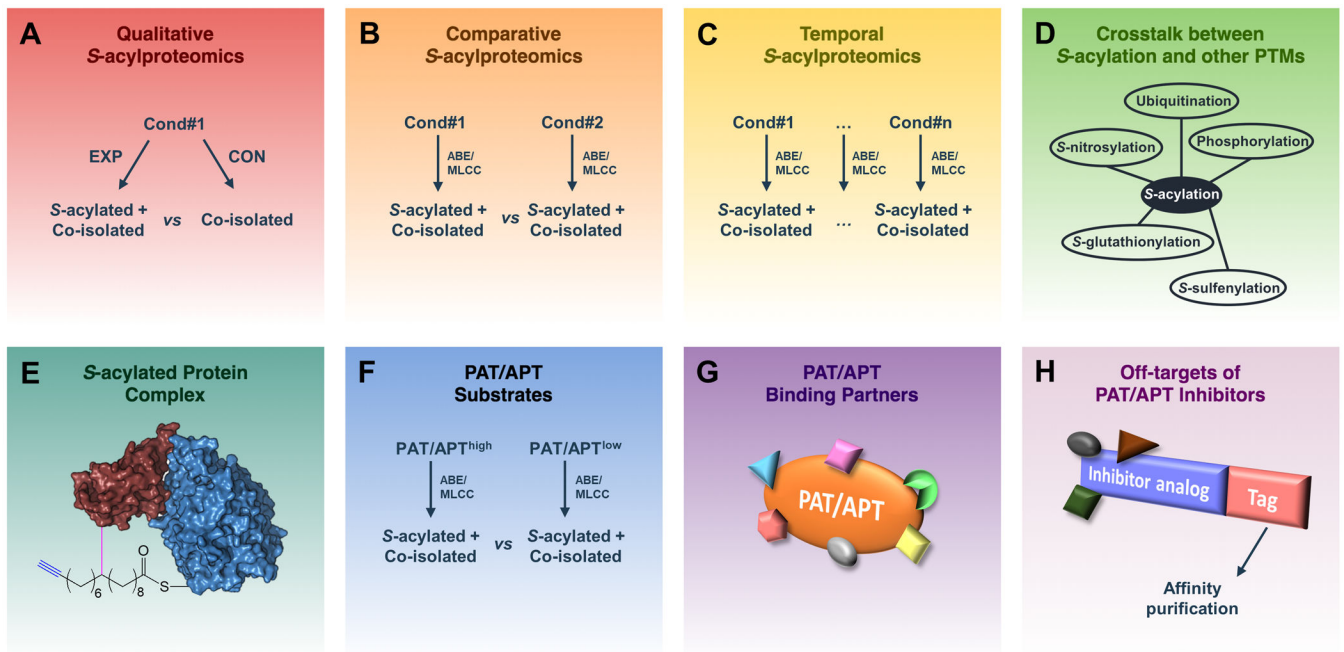 A
Qualitative
S-acylproteomics
Cond#1
EXP
CON
S-acylated +
Co-isolated
vs
Co-isolated
B
Comparative
S-acylproteomics
Cond#1
Cond#2
ABE/
MLCC
ABE/
MLCC
S-acylated +
Co-isolated
vs
S-acylated +
Co-isolated
C
Temporal
S-acylproteomics
Cond#1
...
Cond#n
ABE/
MLCC
ABE/
MLCC
ABE/
MLCC
S-acylated +
Co-isolated
...
S-acylated +
Co-isolated
D
Crosstalk between
S-acylation and other PTMs
Ubiquitination
S-nitrosylation
Phosphorylation
S-acylation
S-glutathionylation
S-sulfenylation
E
S-acylated Protein
Complex
O
S
6
8
F
PAT/APT
Substrates
PAT/APThigh
PAT/APTlow
ABE/
MLCC
ABE/
MLCC
S-acylated +
Co-isolated
vs
S-acylated +
Co-isolated
G
PAT/APT
Binding Partners
PAT/APT
H
Off-targets of
PAT/APT Inhibitors
Inhibitor analog
Tag
Affinity
purification